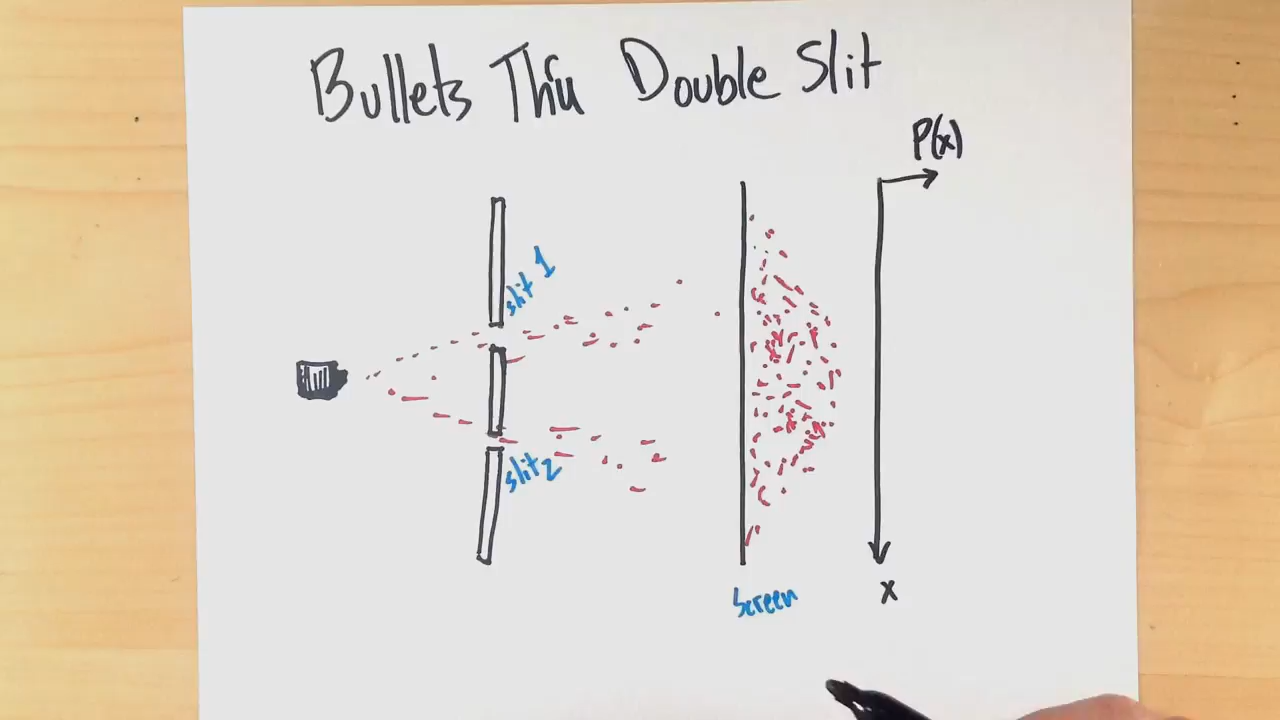 Bullets Thru Double Slit
P(x)
slit 1
slit 2
Screen
x